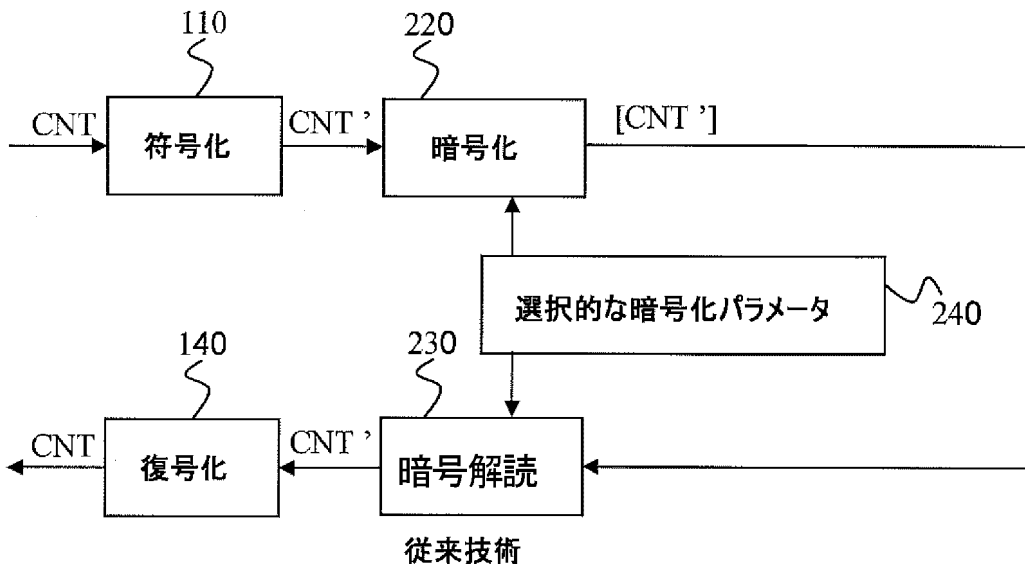 110
220
CNT
符号化
CNT ’
暗号化
[CNT ’]
選択的な暗号化パラメータ
240
140
230
CNT
復号化
CNT ’
暗号解読
従来技術